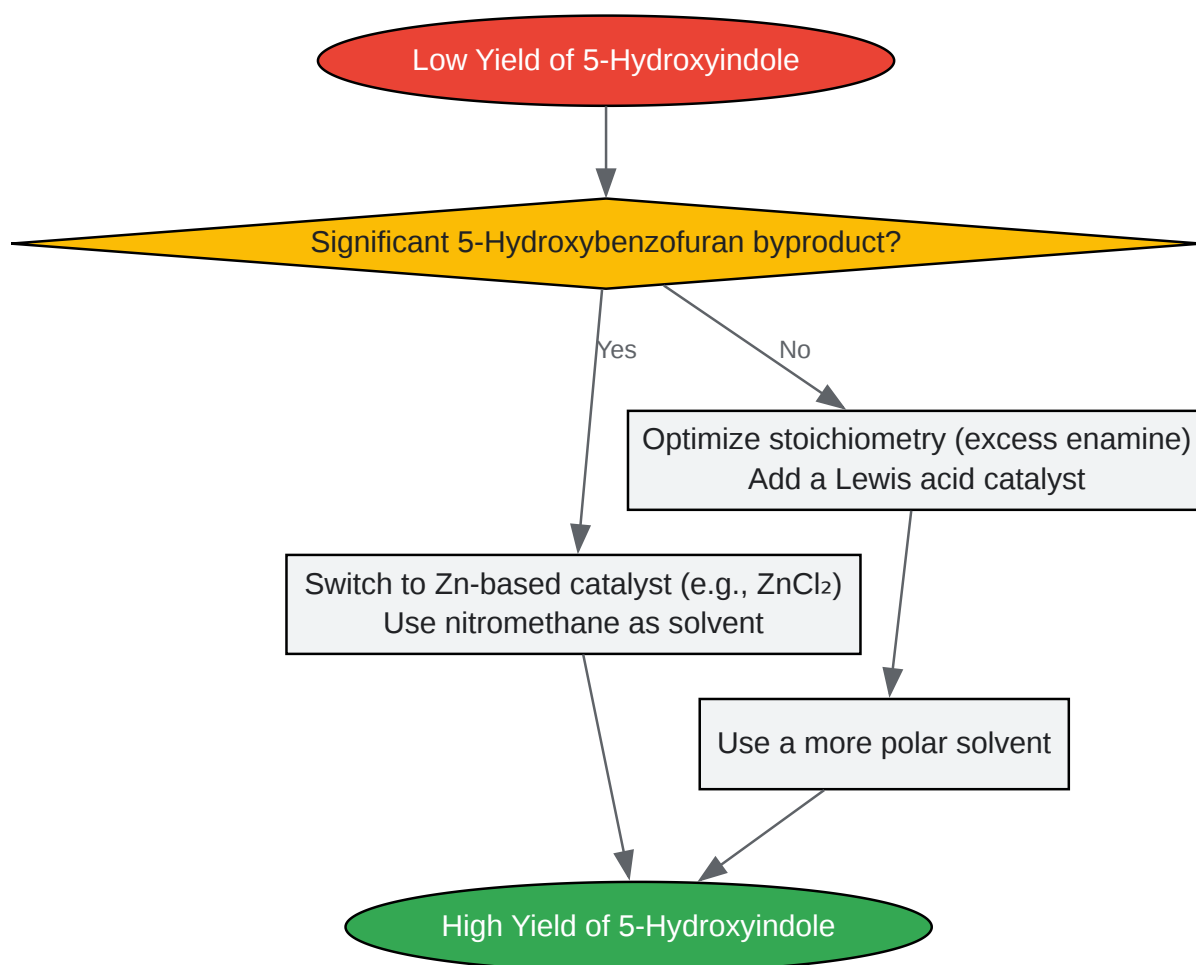 Low Yield of 5-Hydroxyindole
Significant 5-Hydroxybenzofuran byproduct?
Yes
No
Optimize stoichiometry (excess enamine)
Add a Lewis acid catalyst
Switch to Zn-based catalyst (e.g., ZnCl₂)
Use nitromethane as solvent
Use a more polar solvent
High Yield of 5-Hydroxyindole